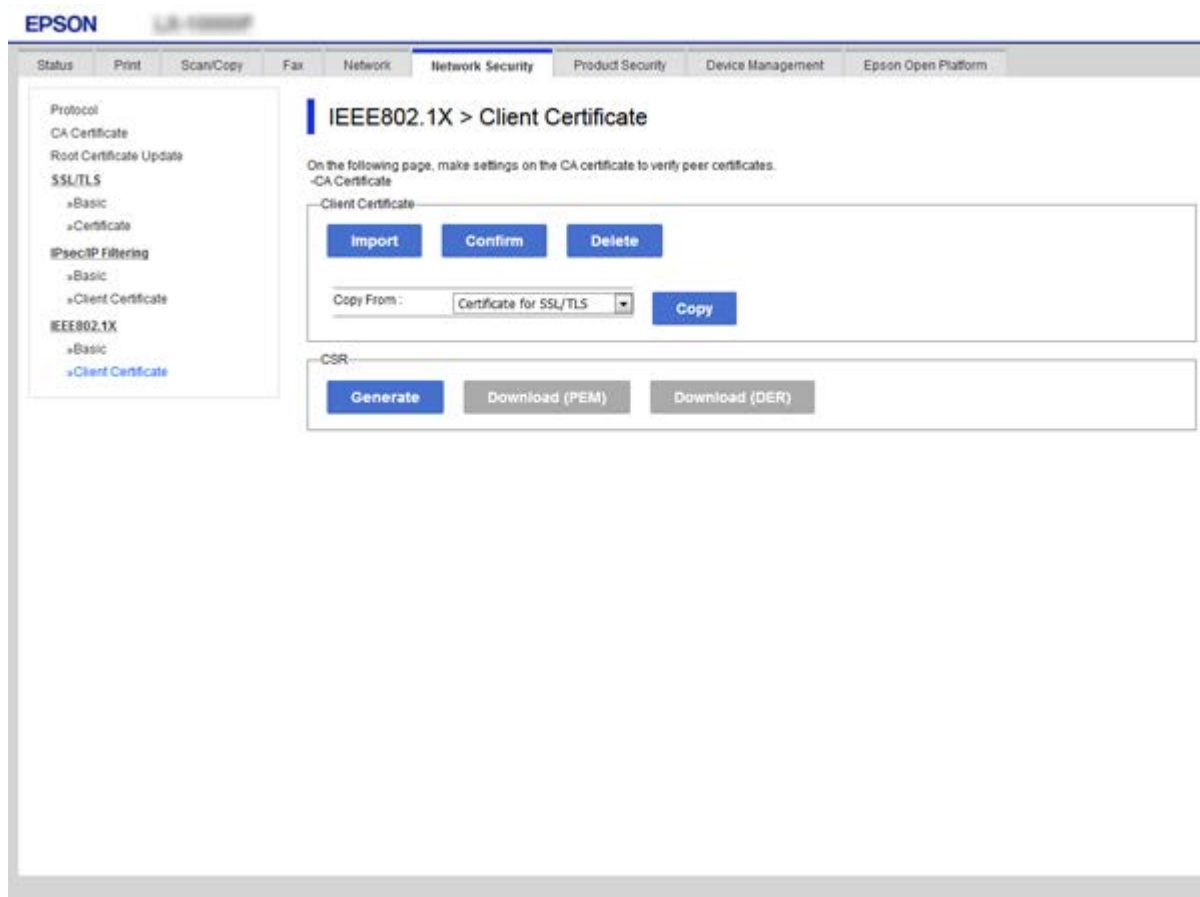 EPSON
Status Print Scan/Copy Fax Network Network Security Product Security Device Management Epson Open Platform
Protocol
CA Certificate
Root Certificate Update
SSL/TLS
»Basic
»Certificate
IPsec/IP Filtering
»Basic
»Client Certificate
IEEE802.1X
»Basic
»Client Certificate
IEEE802.1X > Client Certificate
On the following page, make settings on the CA certificate to verify peer certificates.
-CA Certificate
Client Certificate
Import Confirm Delete
Copy From : Certificate for SSL/TLS Copy
CSR
Generate Download (PEM) Download (DER)